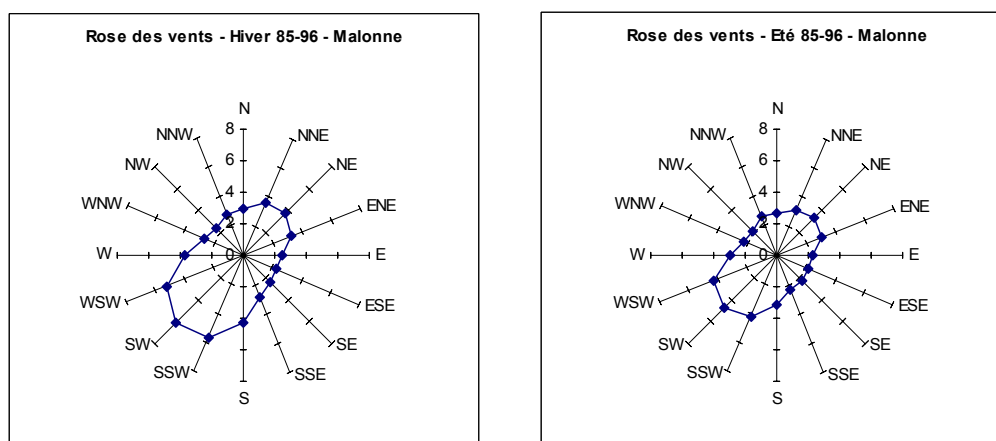 Rose des vents - Hiver 85-96 - Malonne
N
8
NNW
NNE
6
NW
NE
4
WNW
ENE
2
W
0
E
WSW
ESE
SW
SE
SSW
SSE
S
Rose des vents - Eté 85-96 - Malonne
N
8
NNW
NNE
6
NW
NE
4
WNW
ENE
2
W
0
E
WSW
ESE
SW
SE
SSW
SSE
S